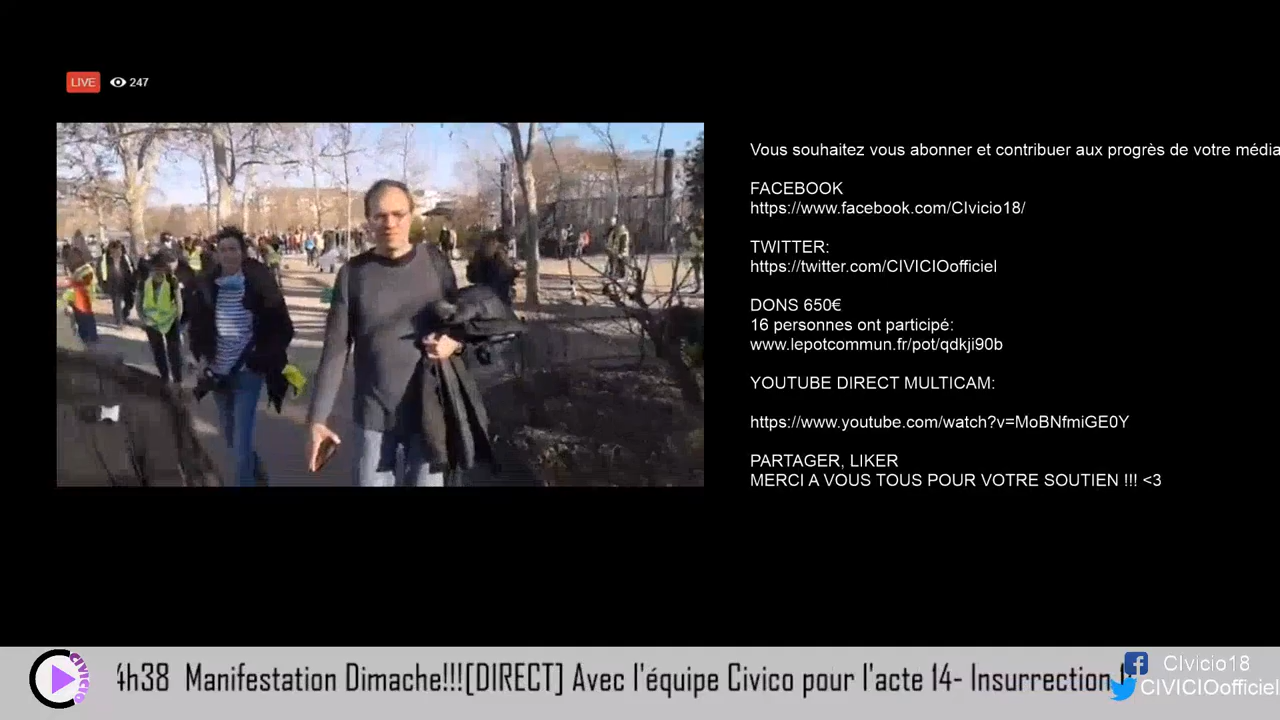 LIVE 247
Vous souhaitez vous abonner et contribuer aux progrès de votre média
FACEBOOK
https://www.facebook.com/CIvicio18/
TWITTER:
https://twitter.com/CIVICIOofficiel
DONS 650€
16 personnes ont participé:
www.lepotcommun.fr/pot/qdkji90b
YOUTUBE DIRECT MULTICAM:
https://www.youtube.com/watch?v=MoBNfmiGE0Y
PARTAGER, LIKER
MERCI A VOUS TOUS POUR VOTRE SOUTIEN !!! <3
CIVICIO
4h38 Manifestation Dimache!!![DIRECT] Avec l'équipe Civico pour l'acte 14- Insurrection
CIvicio18
CIVICIOofficiel